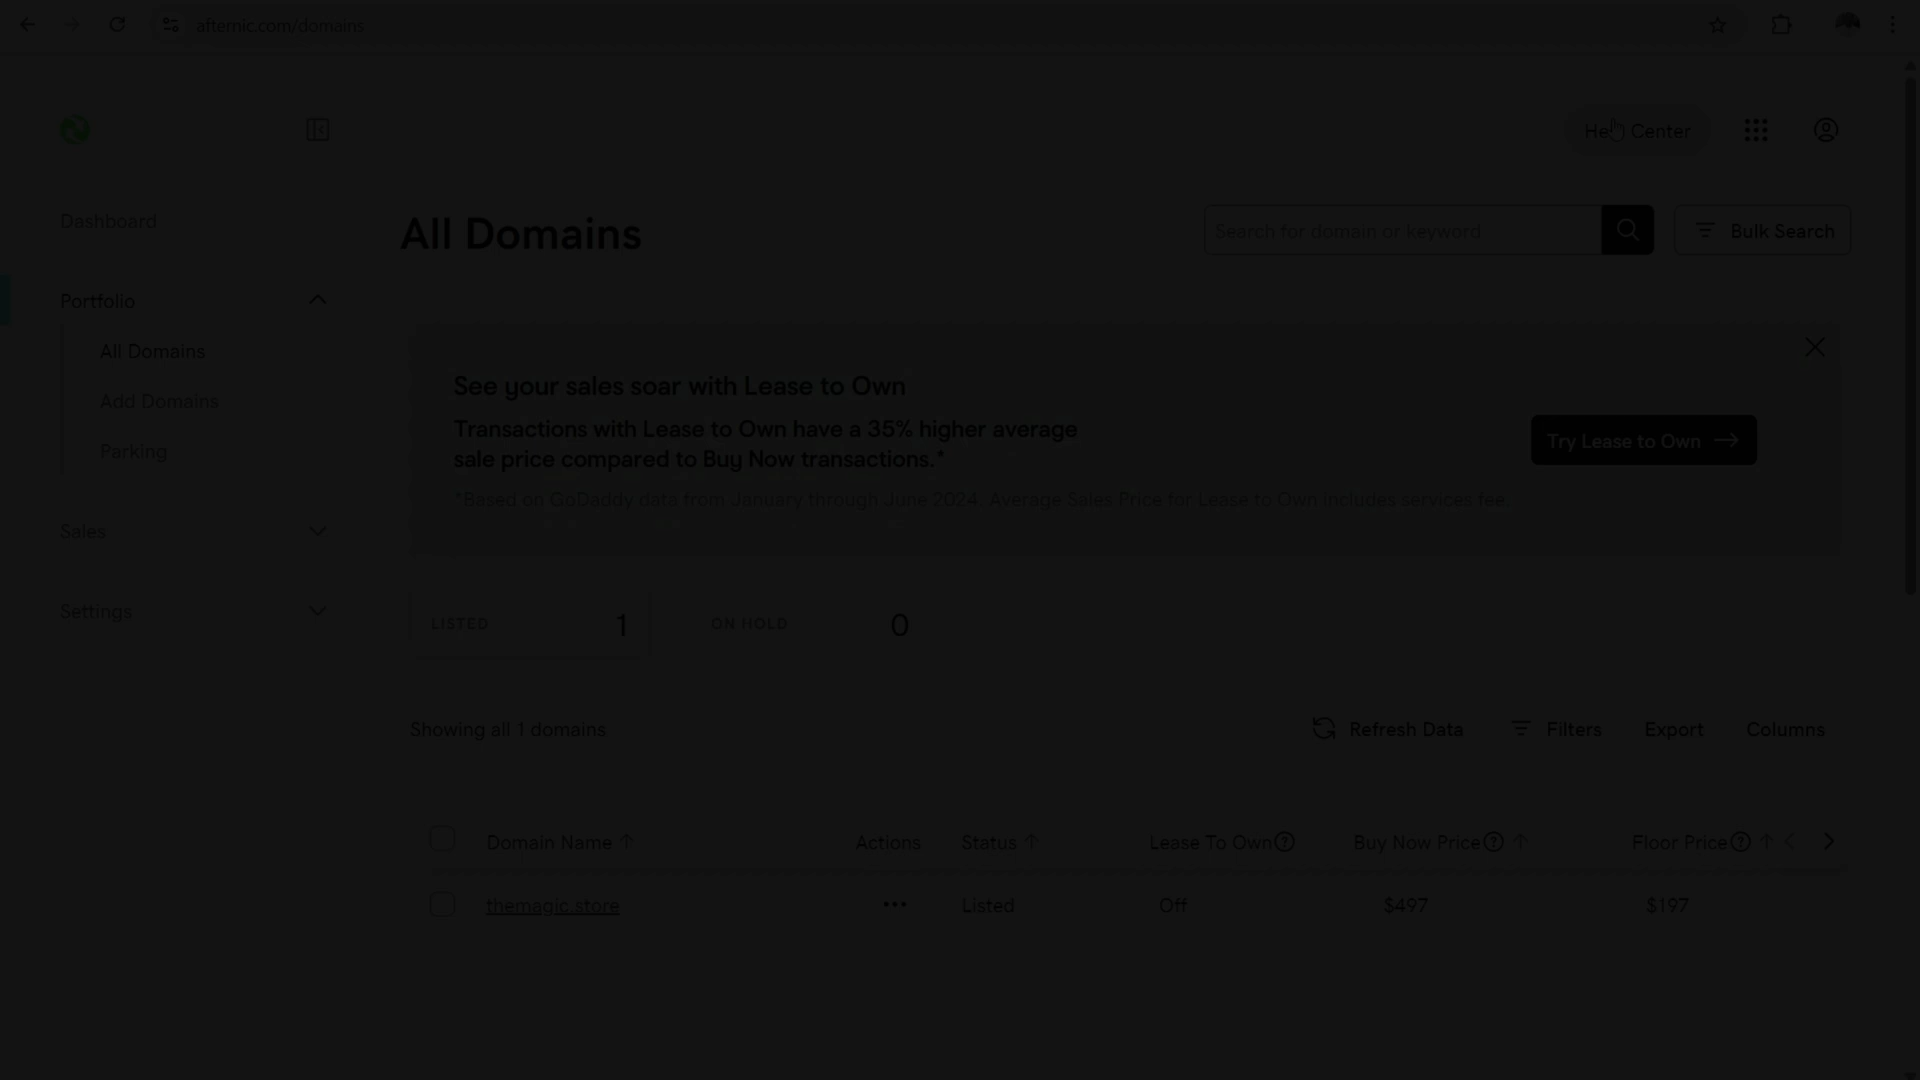 afternic.com/domains
Help Center
Dashboard
All Domains
Search for domain or keyword
Bulk Search
Portfolio
All Domains
Add Domains
Parking
Sales
Settings
See your sales soar with Lease to Own
Transactions with Lease to Own have a 35% higher average
sale price compared to Buy Now transactions.*
*Based on GoDaddy data from January through June 2024. Average Sales Price for Lease to Own includes services fee.
Try Lease to Own
LISTED 1
ON HOLD 0
Showing all 1 domains
Refresh Data
Filters
Export
Columns
Domain Name Actions Status Lease To Own Buy Now Price Floor Price
themagic.store ••• Listed Off $497 $197